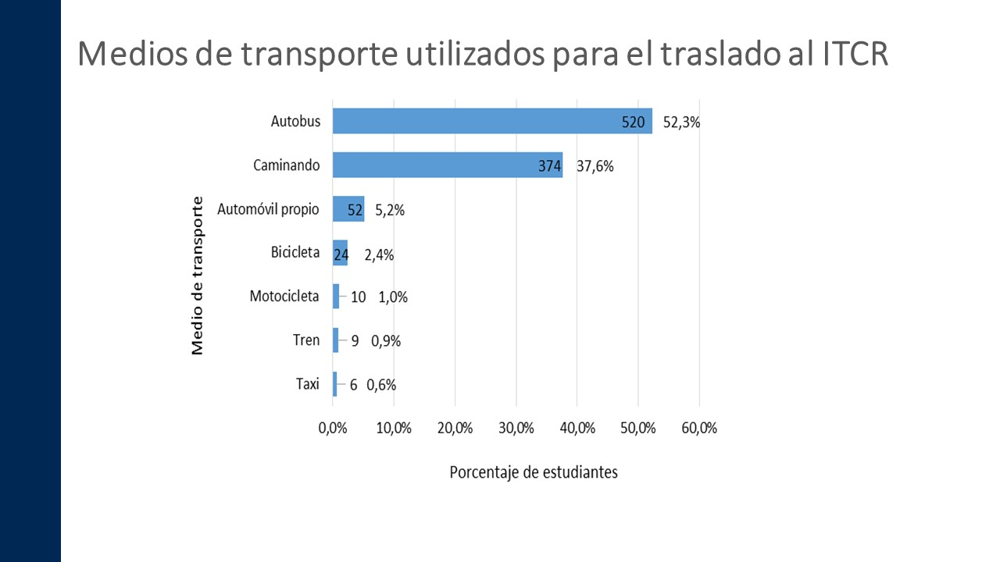 Medios de transporte utilizados para el traslado al ITCR
Medio de transporte
Autobus 520 52,3%
Caminando 374 37,6%
Automóvil propio 52 5,2%
Bicicleta 24 2,4%
Motocicleta 10 1,0%
Tren 9 0,9%
Taxi 6 0,6%
0,0% 10,0% 20,0% 30,0% 40,0% 50,0% 60,0%
Porcentaje de estudiantes